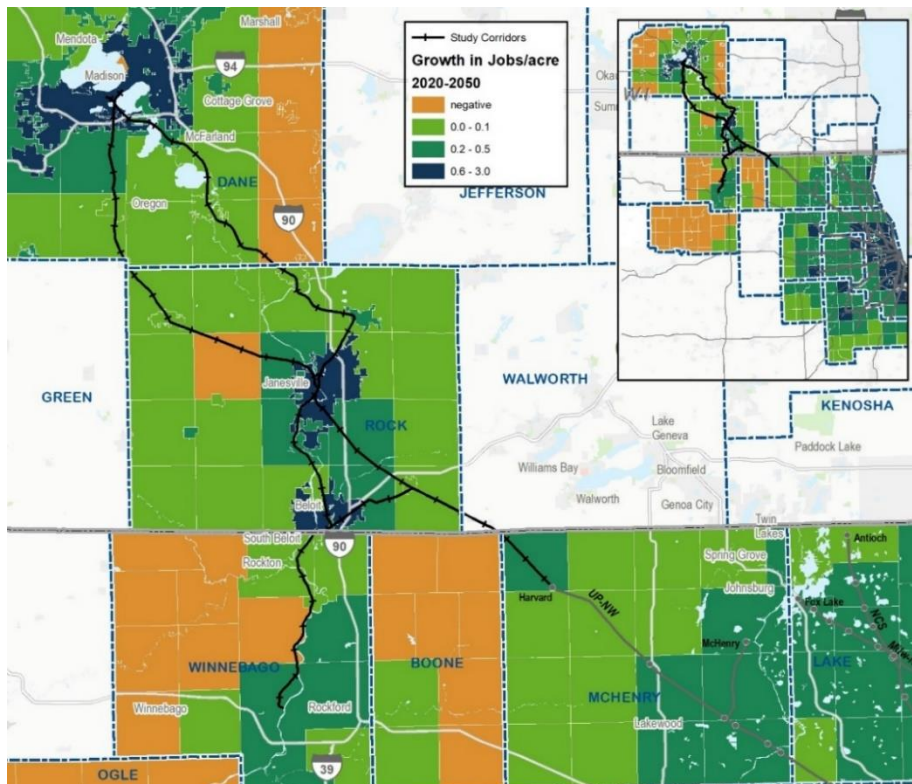 Mendota
Marshall
Madison
94
Cottage Grove
McFarland
DANE
Oregon
90
Study Corridors
Growth in Jobs/acre
2020-2050
negative
0.0 - 0.1
0.2 - 0.5
0.6 - 3.0
JEFFERSON
GREEN
Janesville
ROCK
WALWORTH
KENOSHA
Paddock Lake
Lake
Geneva
Williams Bay
Bloomfield
Walworth
Genoa City
Beloit
South Beloit
90
Rockton
Twin
Lakes
Spring Grove
Antioch
Johnsburg
Harvard
UP-NW
Fox Lake
NCS
McHenry
WINNEBAGO
BOONE
LAKE
MCHENRY
Winnebago
Rockford
Lakewood
39
OGLE